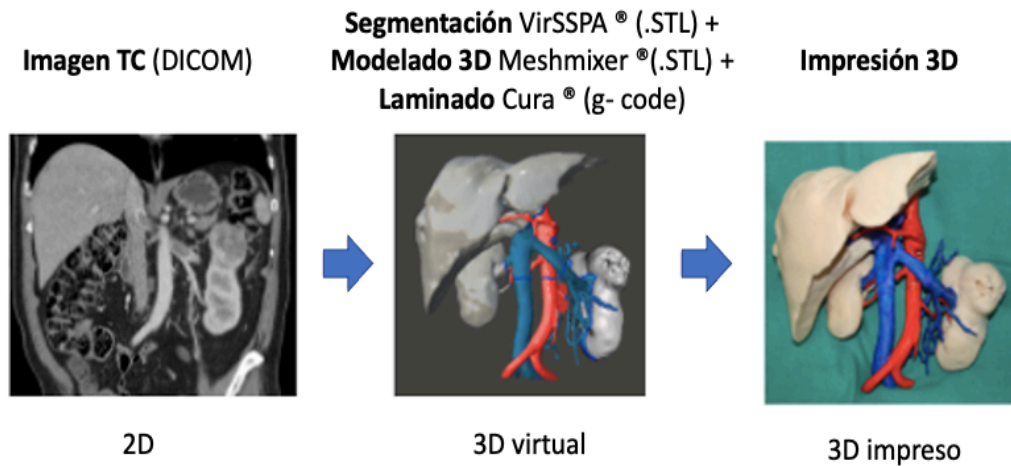 Imagen TC (DICOM)
Segmentación VirSSPA ® (.STL) +
Modelado 3D Meshmixer ®(.STL) +
Laminado Cura ® (g- code)
Impresión 3D
2D
3D virtual
3D impreso